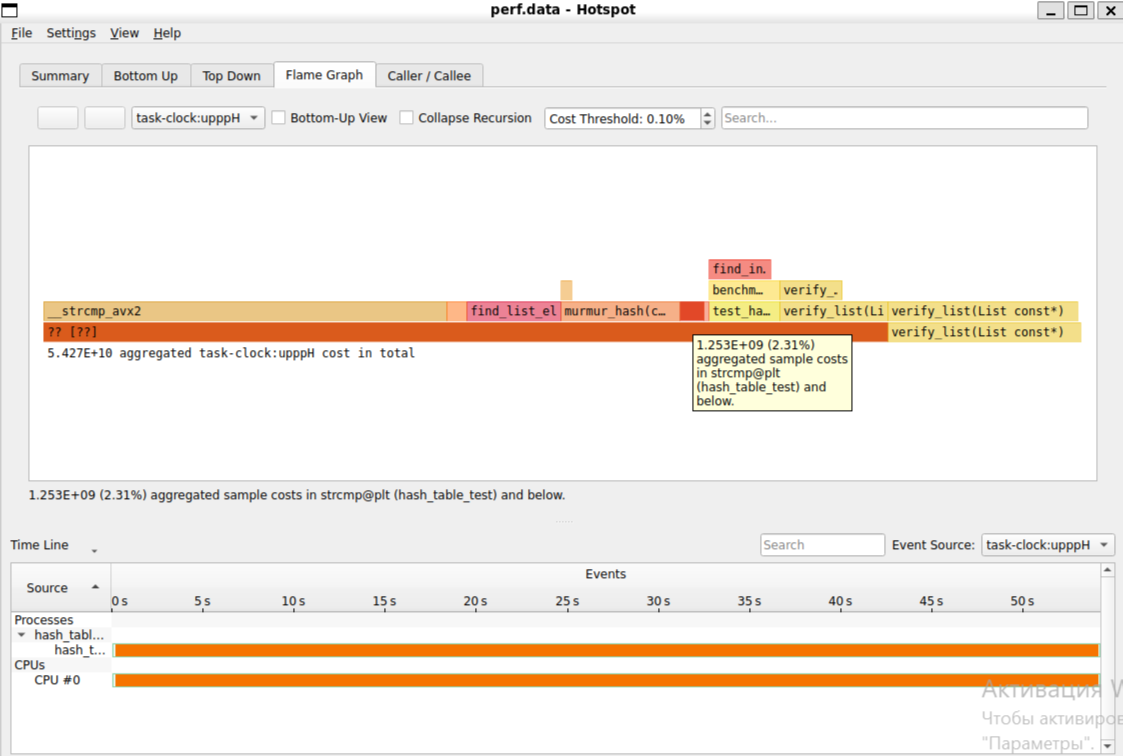 perf.data - Hotspot
File Settings View Help
Summary Bottom Up Top Down Flame Graph Caller / Callee
task-clock:upppH Bottom-Up View Collapse Recursion Cost Threshold: 0.10% Search...
find_in.
benchm… verify_.
__strcmp_avx2 find_list_el murmur_hash(c… test_ha… verify_list(Li verify_list(List const*)
?? [??] verify_list(List const*)
5.427E+10 aggregated task-clock:upppH cost in total
1.253E+09 (2.31%)
aggregated sample costs
in strcmp@plt
(hash_table_test) and
below.
1.253E+09 (2.31%) aggregated sample costs in strcmp@plt (hash_table_test) and below.
Time Line Search Event Source: task-clock:upppH
Source Events
0 s 5 s 10 s 15 s 20 s 25 s 30 s 35 s 40 s 45 s 50 s
Processes
hash_tabl...
hash_t...
CPUs
CPU #0
Активация W
Чтобы активиров
"Параметры".